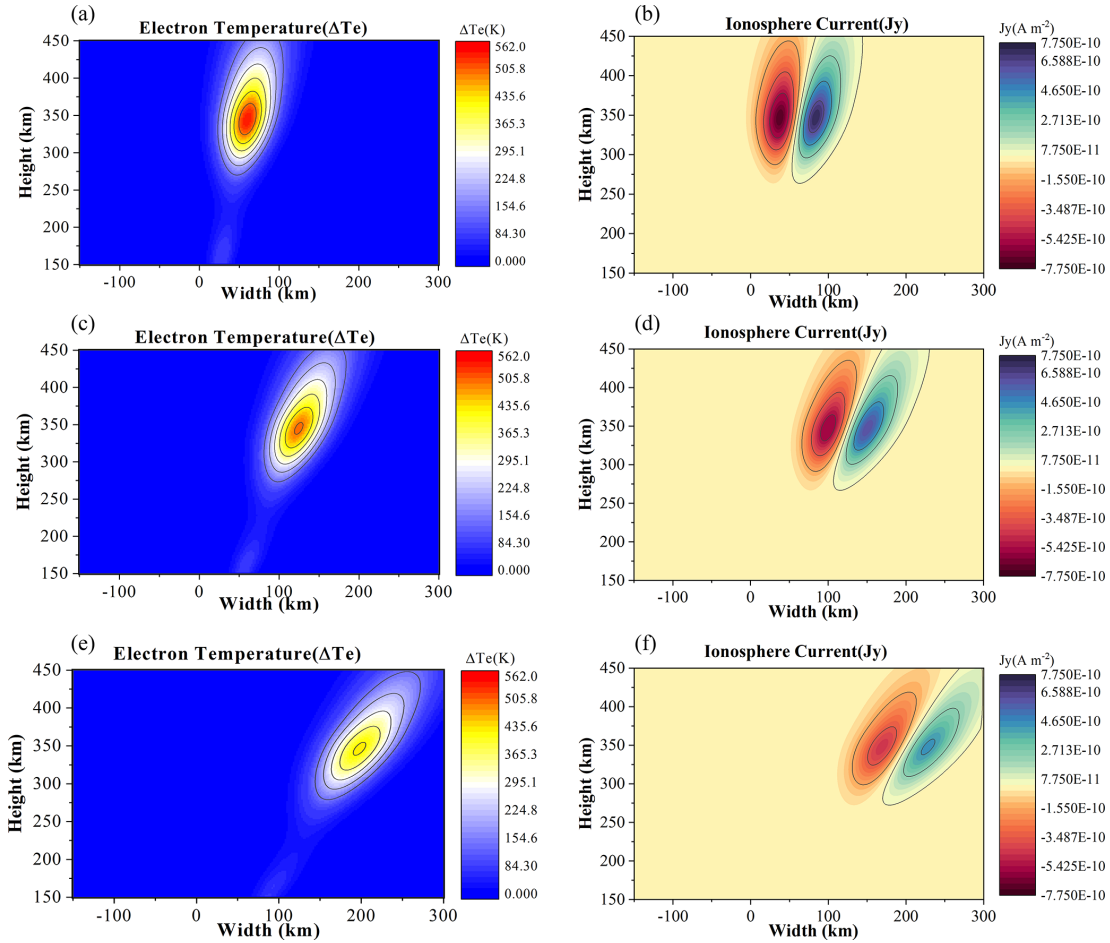 (a)
Electron Temperature(ΔTe)
ΔTe(K)
450
400
350
300
250
200
150
Height (km)
-100
0
100
200
300
Width (km)
562.0
505.8
435.6
365.3
295.1
224.8
154.6
84.30
0.000
(b)
Ionosphere Current(Jy)
Jy(A m⁻²)
450
400
350
300
250
200
150
Height (km)
-100
0
100
200
300
Width (km)
7.750E-10
6.588E-10
4.650E-10
2.713E-10
7.750E-11
-1.550E-10
-3.487E-10
-5.425E-10
-7.750E-10
(c)
Electron Temperature(ΔTe)
ΔTe(K)
450
400
350
300
250
200
150
Height (km)
-100
0
100
200
300
Width (km)
562.0
505.8
435.6
365.3
295.1
224.8
154.6
84.30
0.000
(d)
Ionosphere Current(Jy)
Jy(A m⁻²)
450
400
350
300
250
200
150
Height (km)
-100
0
100
200
300
Width (km)
7.750E-10
6.588E-10
4.650E-10
2.713E-10
7.750E-11
-1.550E-10
-3.487E-10
-5.425E-10
-7.750E-10
(e)
Electron Temperature(ΔTe)
ΔTe(K)
450
400
350
300
250
200
150
Height (km)
-100
0
100
200
300
Width (km)
562.0
505.8
435.6
365.3
295.1
224.8
154.6
84.30
0.000
(f)
Ionosphere Current(Jy)
Jy(A m⁻²)
450
400
350
300
250
200
150
Height (km)
-100
0
100
200
300
Width (km)
7.750E-10
6.588E-10
4.650E-10
2.713E-10
7.750E-11
-1.550E-10
-3.487E-10
-5.425E-10
-7.750E-10